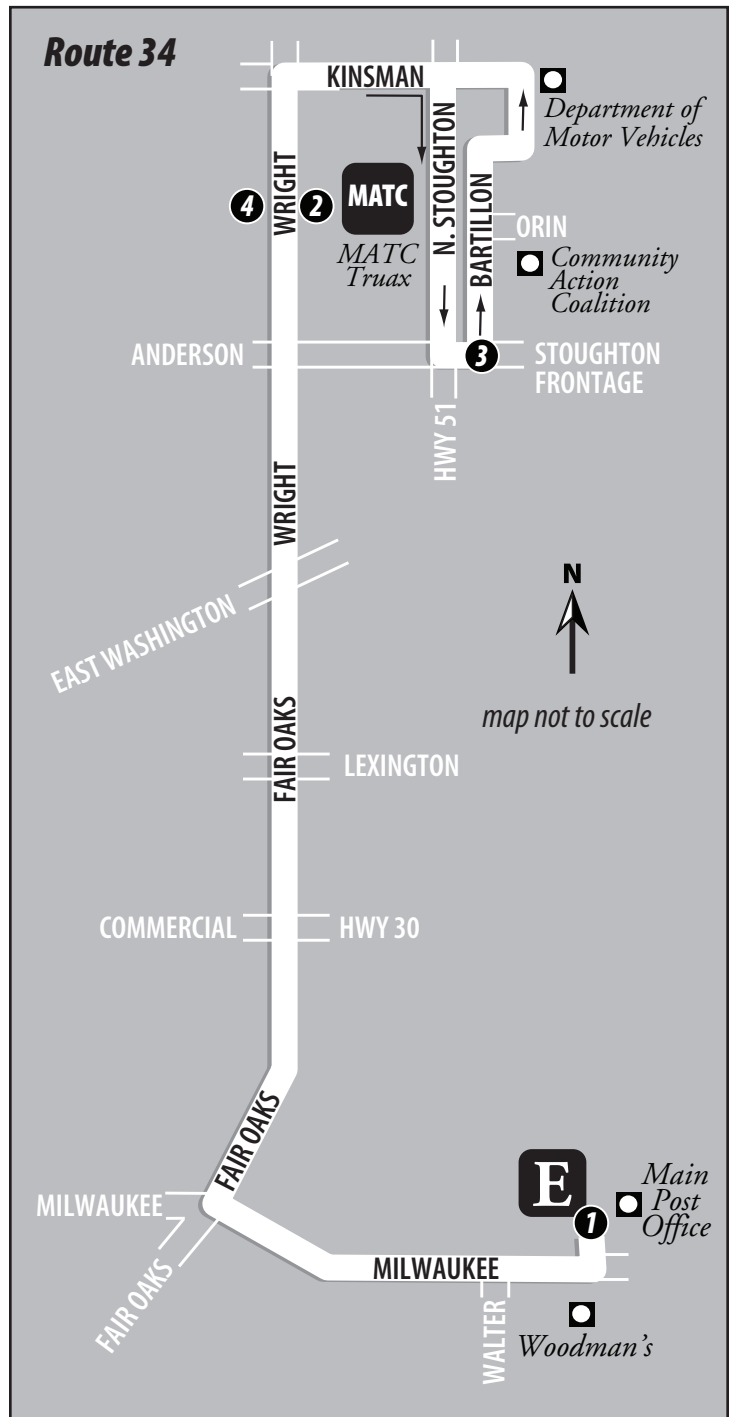 Route 34
KINSMAN
Department of
Motor Vehicles
WRIGHT
4
2
MATC
MATC
Truax
N. STOUGHTON
BARTILLON
ORIN
Community
Action
Coalition
ANDERSON
3
STOUGHTON
FRONTAGE
HWY 51
WRIGHT
EAST WASHINGTON
N
map not to scale
FAIR OAKS
LEXINGTON
COMMERCIAL
HWY 30
FAIR OAKS
MILWAUKEE
FAIR OAKS
E
1
Main
Post
Office
MILWAUKEE
WALTER
Woodman's